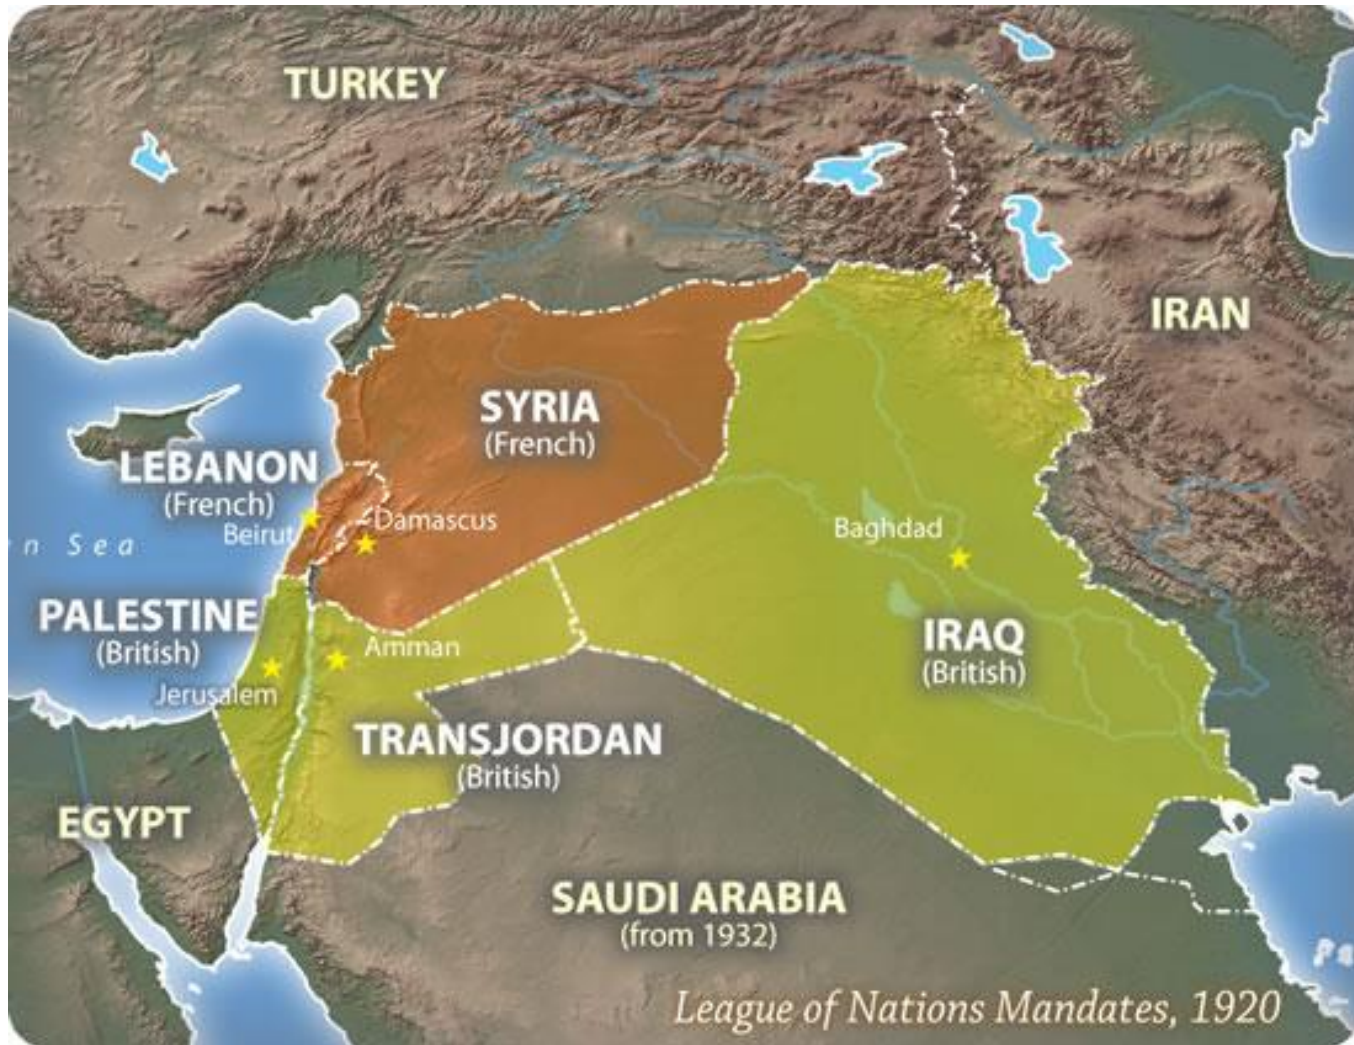 TURKEY
IRAN
SYRIA
(French)
LEBANON
(French)
Beirut
Damascus
n Sea
Baghdad
PALESTINE
(British)
Amman
IRAQ
(British)
Jerusalem
TRANSJORDAN
(British)
EGYPT
SAUDI ARABIA
(from 1932)
Pe
League of Nations Mandates, 1920